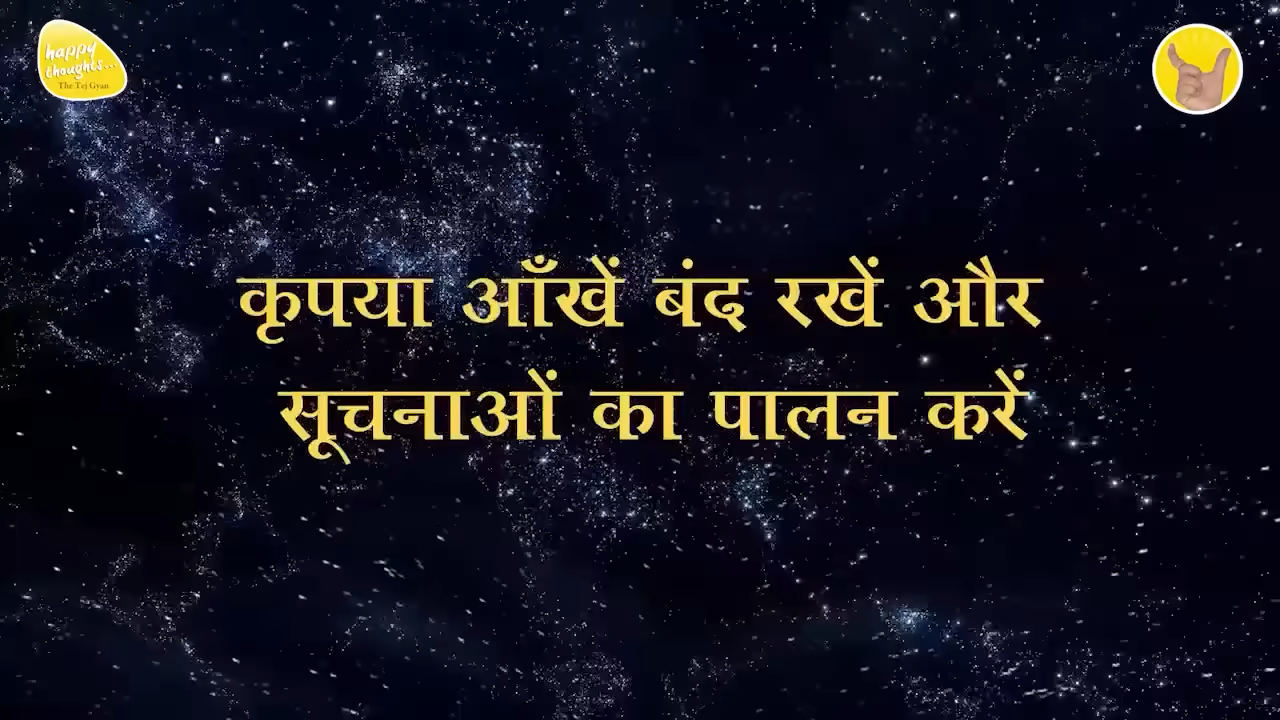 happy
thoughts...
The Tej Gyan
कृपया आँखें बंद रखें और
सूचनाओं का पालन करें